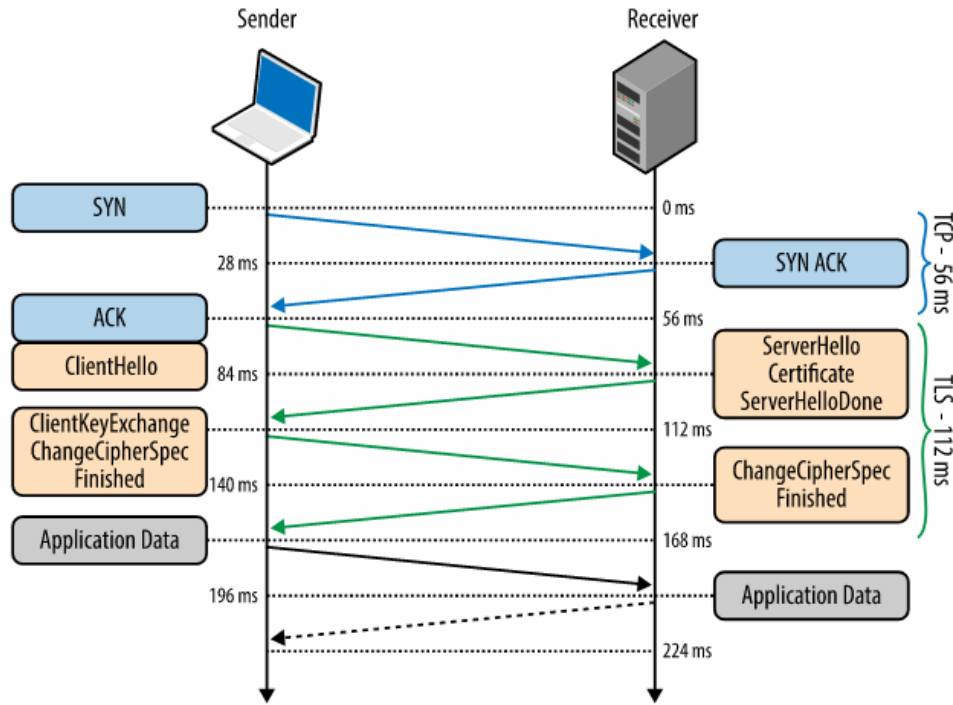 Sender
Receiver
SYN
0 ms
28 ms
SYN ACK
TCP - 56 ms
ACK
56 ms
ClientHello
84 ms
ServerHello
Certificate
ServerHelloDone
TLS - 112 ms
ClientKeyExchange
ChangeCipherSpec
Finished
112 ms
140 ms
ChangeCipherSpec
Finished
Application Data
168 ms
196 ms
Application Data
224 ms